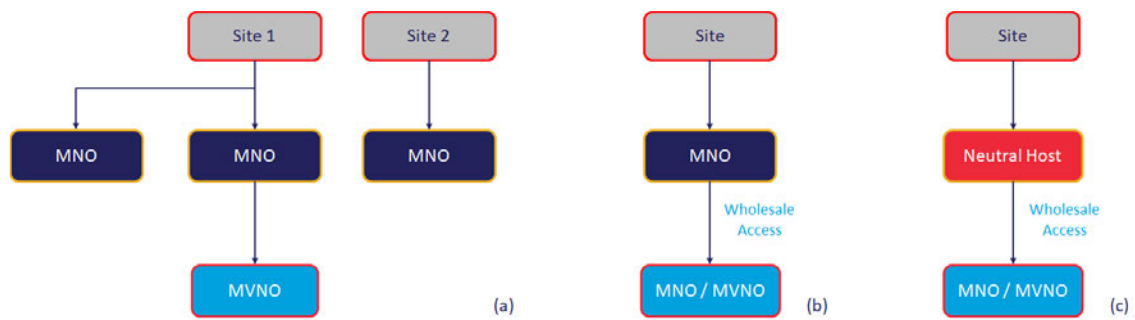 Site 1
Site 2
Site
Site
MNO
MNO
MNO
MNO
Neutral Host
Wholesale
Access
Wholesale
Access
MVNO
(a)
MNO / MVNO
(b)
MNO / MVNO
(c)